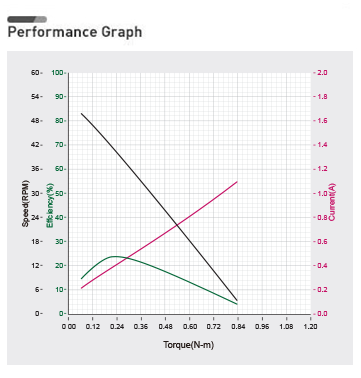 Performance Graph
60- 100- -2.0
54- 90- -1.8
48- 80- -1.6
42- 70- -1.4
36- 60- -1.2
30- 50- -1.0
24- 40- -0.8
18- 30- -0.6
12- 20- -0.4
6- 10- -0.2
0- 0- -0.0
Speed(RPM)
Efficiency(%)
Current(A)
0.00 0.12 0.24 0.36 0.48 0.60 0.72 0.84 0.96 1.08 1.20
Torque(N-m)